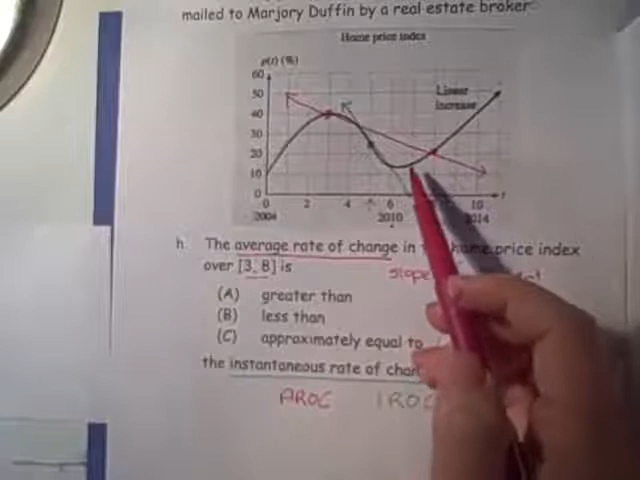 mailed to Marjory Duffin by a real estate broker
Home price index
p(t) (%)
60
50
40
30
20
10
0
Linear
increase
0 2 4 6 10 t
2004 2010 2014
h. The average rate of change in home price index
over [3, 8] is
slope
(A) greater than
(B) less than
(C) approximately equal to
the instantaneous rate of
AROC IROC